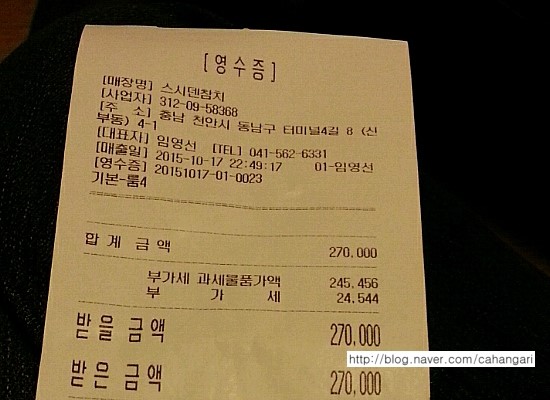 [영수증]
[매장명] 스시덴참치
[사업자] 312-09-58368
[주 소] 충남 천안시 동남구 터미널4길 8 (신
부동) 4-1
[대표자] 임영선 [TEL] 041-562-6331
[매출일] 2015-10-17 22:49:17 01-임영선
[영수증] 20151017-01-0023
기본-룸4
합 계 금 액 270,000
부가세 과세물품가액 245,456
부 가 세 24,544
받을 금액 270,000
받은 금액 270,000
http://blog.naver.com/cahangari